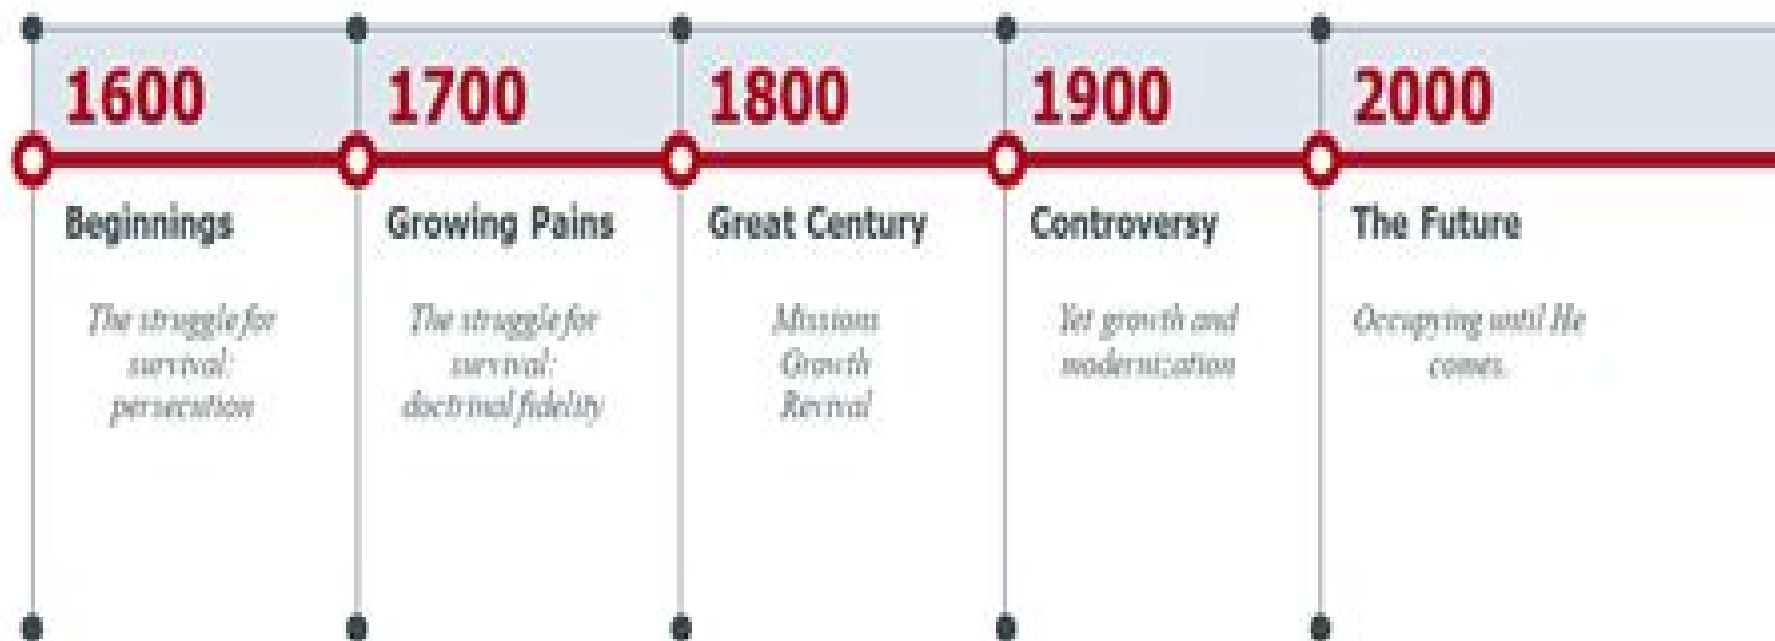 1600
1700
1800
1900
2000
Beginnings
Growing Pains
Great Century
Controversy
The Future
The struggle for
survival:
persecution
The struggle for
survival:
doctrinal fidelity
Missions
Growth
Revival
Yet growth and
modernization
Occupying until He
comes.